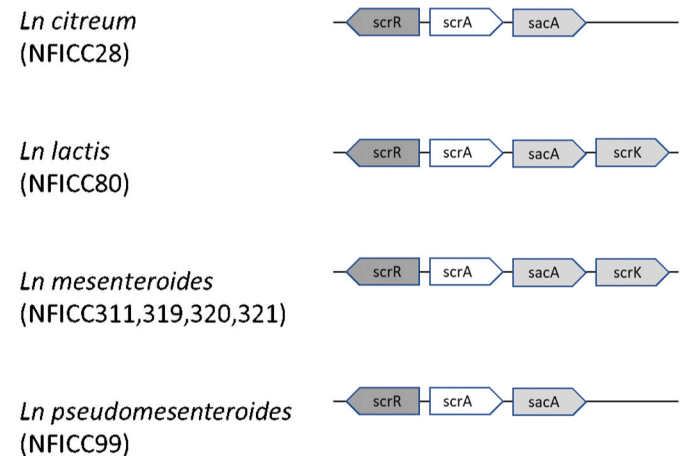 Ln citreum
(NFICC28)
scrR scrA sacA
Ln lactis
(NFICC80)
scrR scrA sacA scrK
Ln mesenteroides
(NFICC311,319,320,321)
scrR scrA sacA scrK
Ln pseudomesenteroides
(NFICC99)
scrR scrA sacA